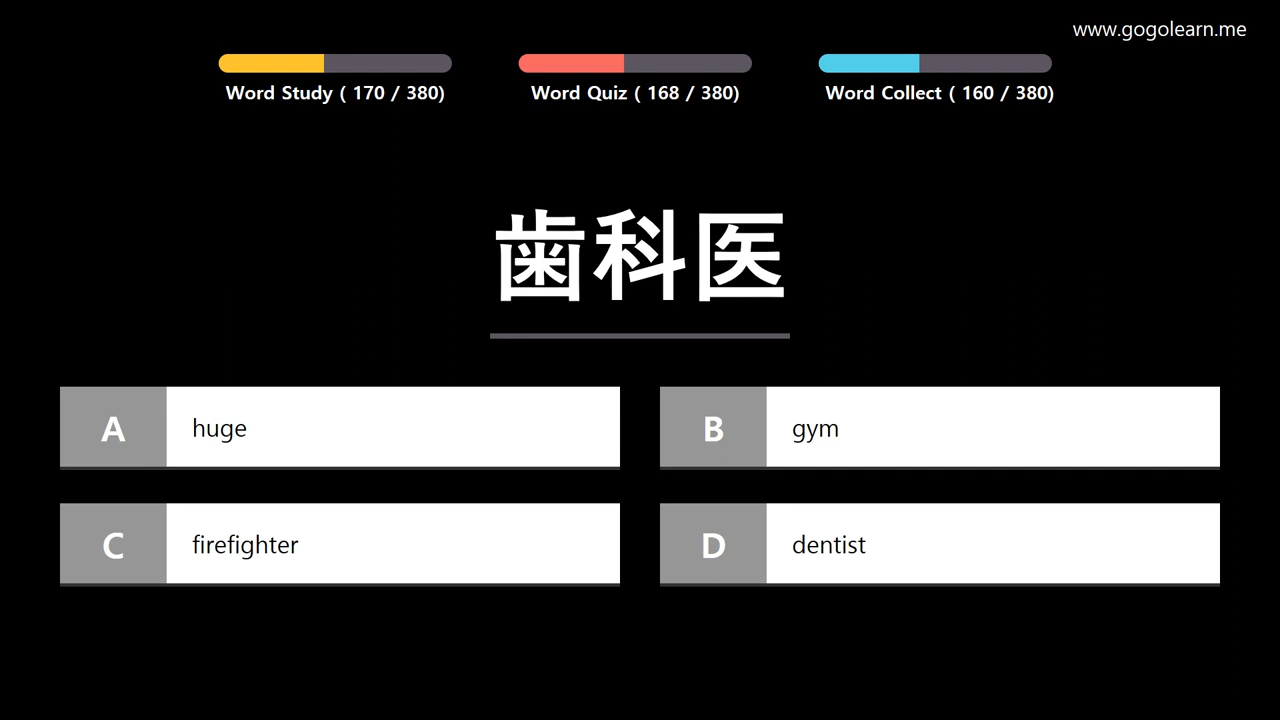 www.gogolearn.me
Word Study ( 170 / 380)
Word Quiz ( 168 / 380)
Word Collect ( 160 / 380)
歯科医
A huge
B gym
C firefighter
D dentist